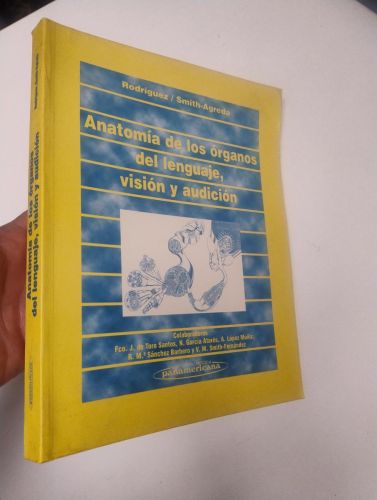 Rodríguez / Smith-Agreda
Anatomía de los órganos
del lenguaje,
visión y audición
Colaboradores
Fco. J. de Toro Santos, N. García Atarés, A. López Muñiz,
R. M.ª Sánchez Barbero y V. M. Smith-Fernández
panamericana
Anatomía de los órganos
del lenguaje, visión y audición